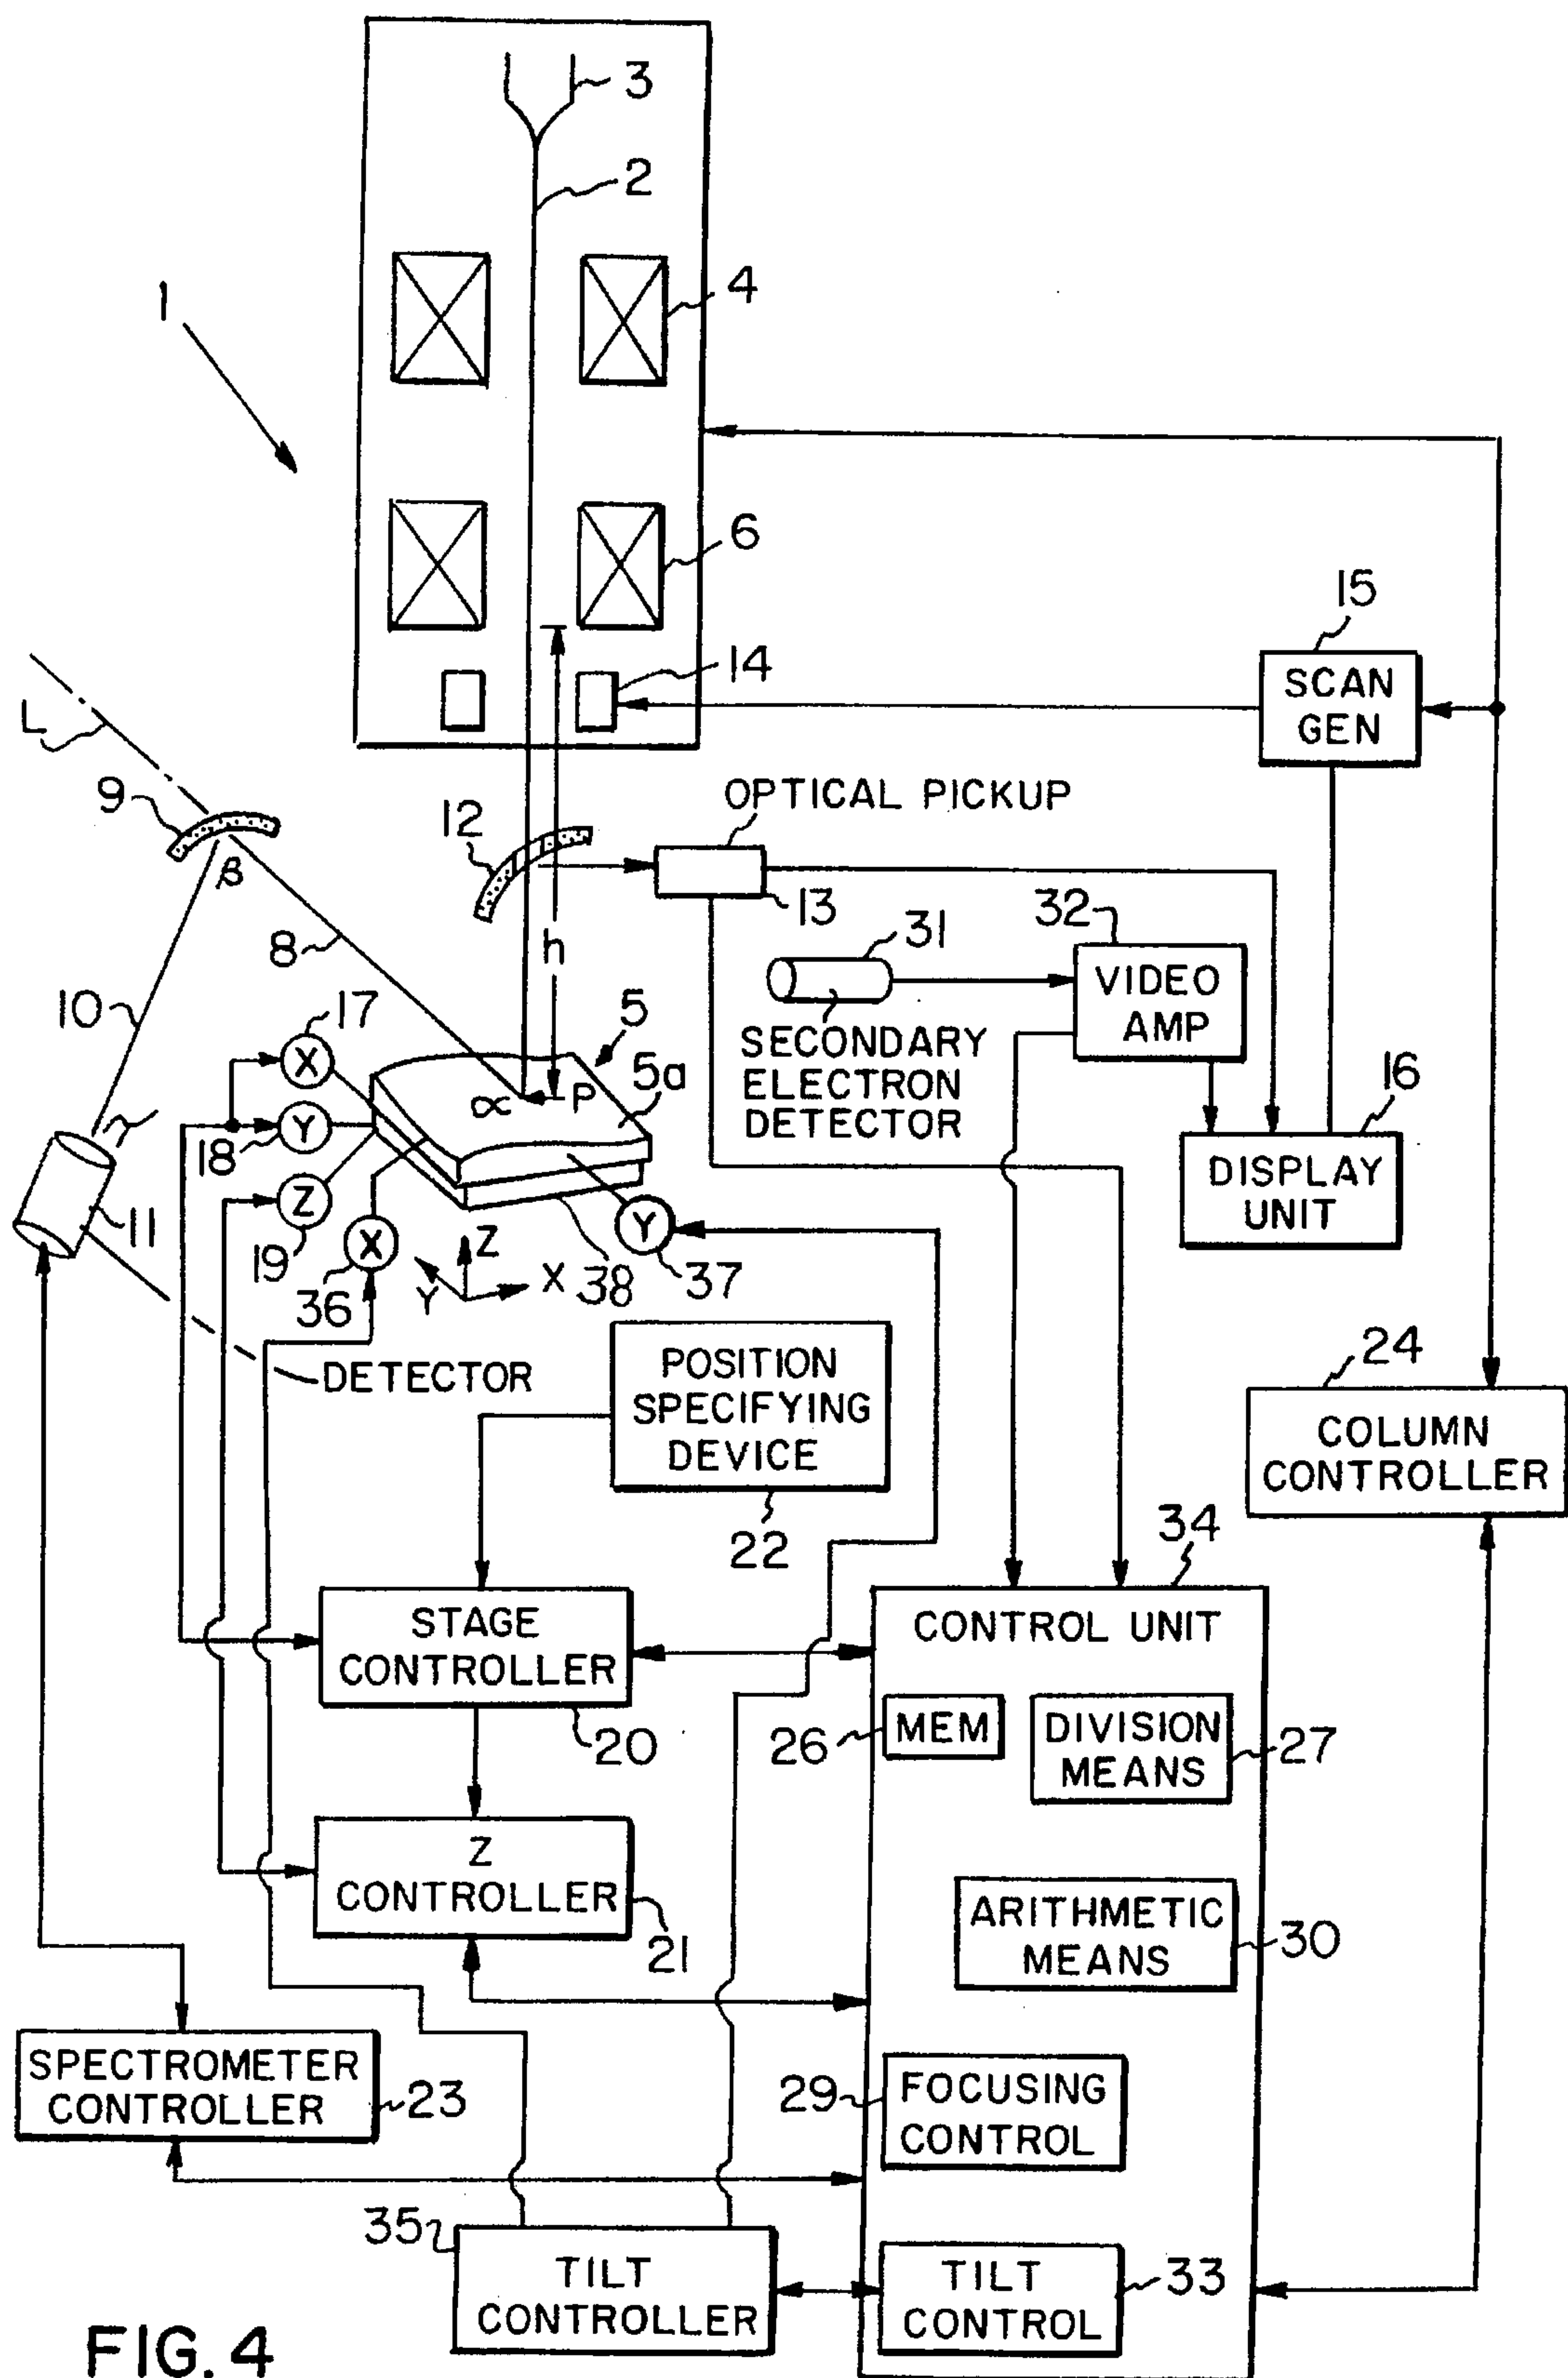 3
2
4
1
6
15
SCAN
GEN
14
L
OPTICAL PICKUP
9
12
13
β
h
32
31
VIDEO
AMP
8
10
17
5
SECONDARY
ELECTRON
DETECTOR
X
5a
16
α
P
Y
18
DISPLAY
UNIT
Z
11
19
X
Y
Z
36
Y
X
38
37
DETECTOR
POSITION
SPECIFYING
DEVICE
24
COLUMN
CONTROLLER
22
34
STAGE
CONTROLLER
CONTROL UNIT
20
26
MEM
DIVISION
MEANS
27
Z
CONTROLLER
21
ARITHMETIC
MEANS
30
SPECTROMETER
CONTROLLER
23
29
FOCUSING
CONTROL
35
TILT
CONTROLLER
TILT
CONTROL
33
FIG. 4